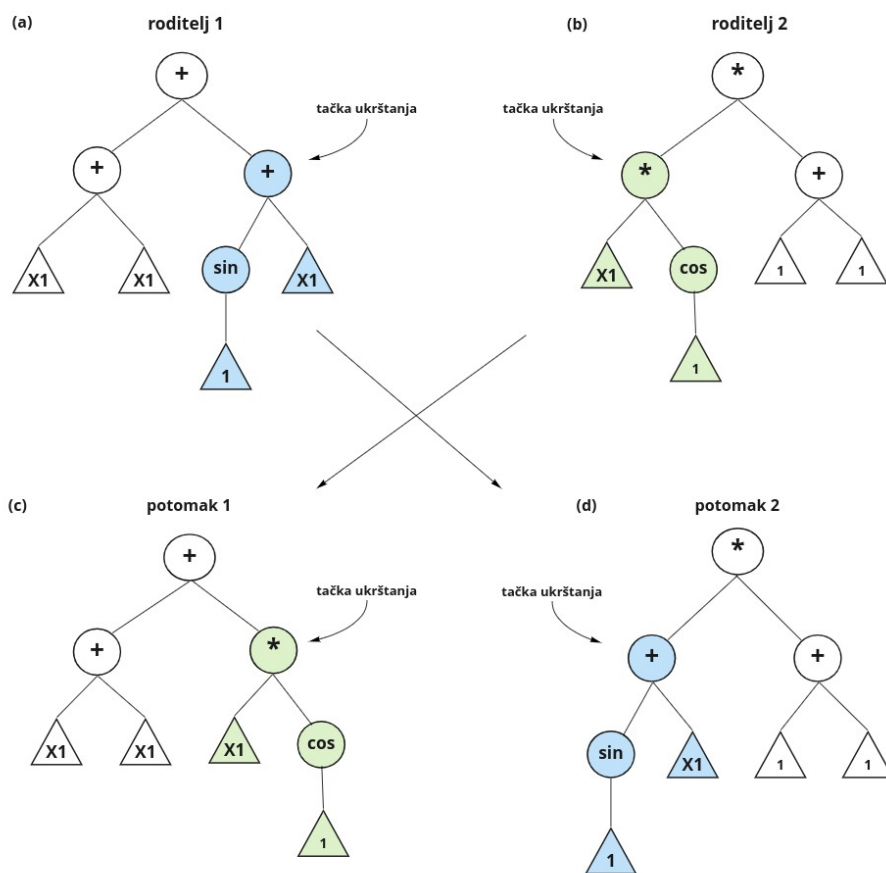 (a)
roditelj 1
+
tačka ukrštanja
+
+
X1
X1
sin
X1
1
(b)
roditelj 2
*
tačka ukrštanja
*
+
X1
cos
1
1
1
(c)
potomak 1
+
tačka ukrštanja
+
*
X1
X1
X1
cos
1
(d)
potomak 2
*
tačka ukrštanja
+
+
sin
X1
1
1
1